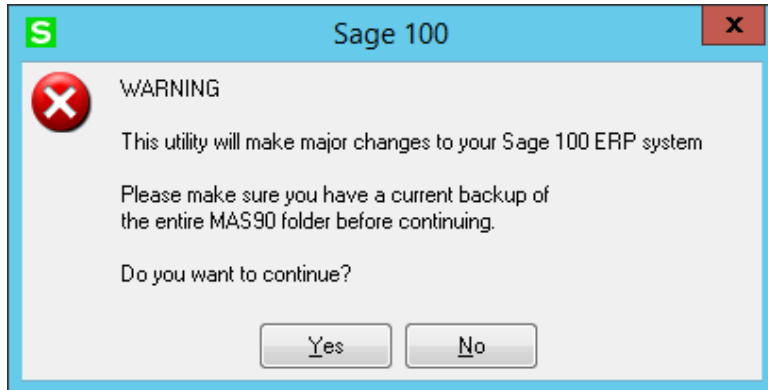 S
Sage 100
x
WARNING
This utility will make major changes to your Sage 100 ERP system
Please make sure you have a current backup of
the entire MAS90 folder before continuing.
Do you want to continue?
Yes
No